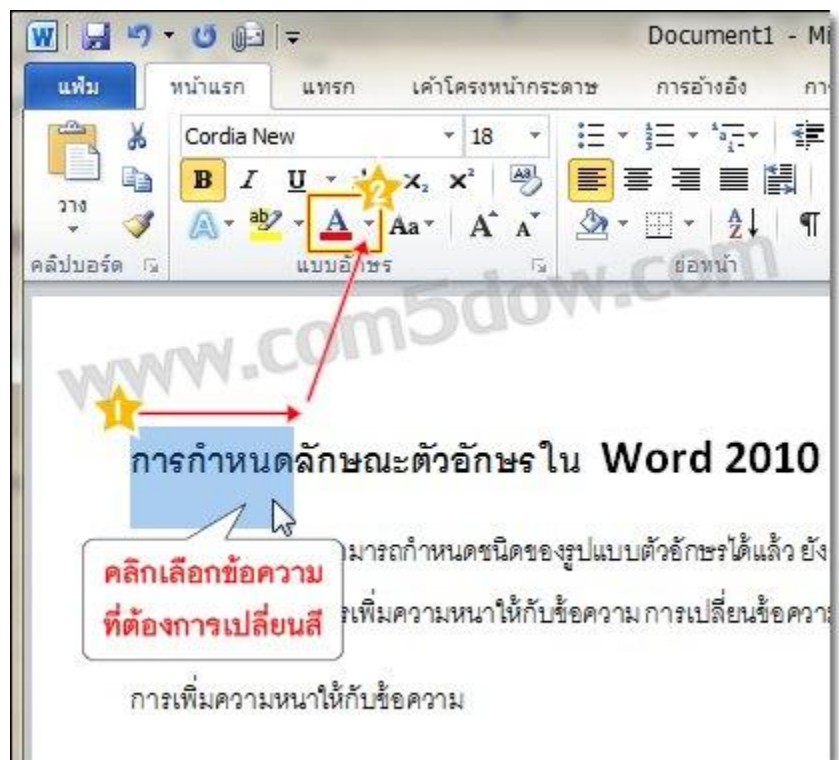 Document1 - Mi
แฟ้ม หน้าแรก แทรก เค้าโครงหน้ากระดาษ การอ้างอิง
Cordia New 18
B I U x₂ x²
วาง
ab A Aa A A
คลิปบอร์ด แบบอักษร ย่อหน้า
www.com5dow.com
1
2
การกำหนดลักษณะตัวอักษรใน Word 2010
มารถกำหนดชนิดของรูปแบบตัวอักษรได้แล้ว ยัง
คลิกเลือกข้อความ
ที่ต้องการเปลี่ยนสี
เพิ่มความหนาให้กับข้อความ การเปลี่ยนข้อความ
การเพิ่มความหนาให้กับข้อความ